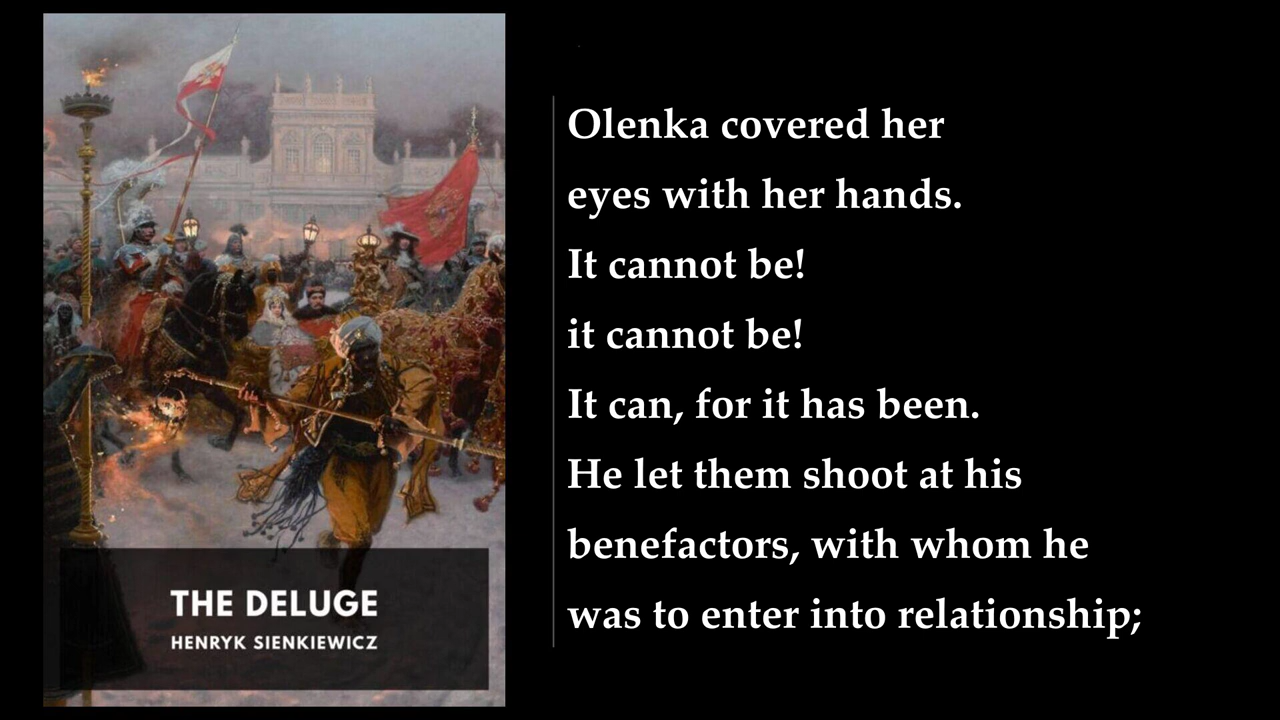 THE DELUGE
HENRYK SIENKIEWICZ
Olenka covered her
eyes with her hands.
It cannot be!
it cannot be!
It can, for it has been.
He let them shoot at his
benefactors, with whom he
was to enter into relationship;